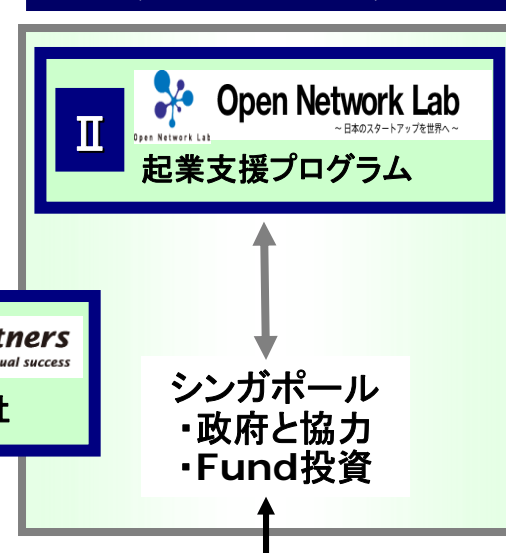 Ⅱ
Open Network Lab
～日本のスタートアップを世界へ～
Open Network Lab
起業支援プログラム
tners
ual success
社
シンガポール
・政府と協力
・Fund投資